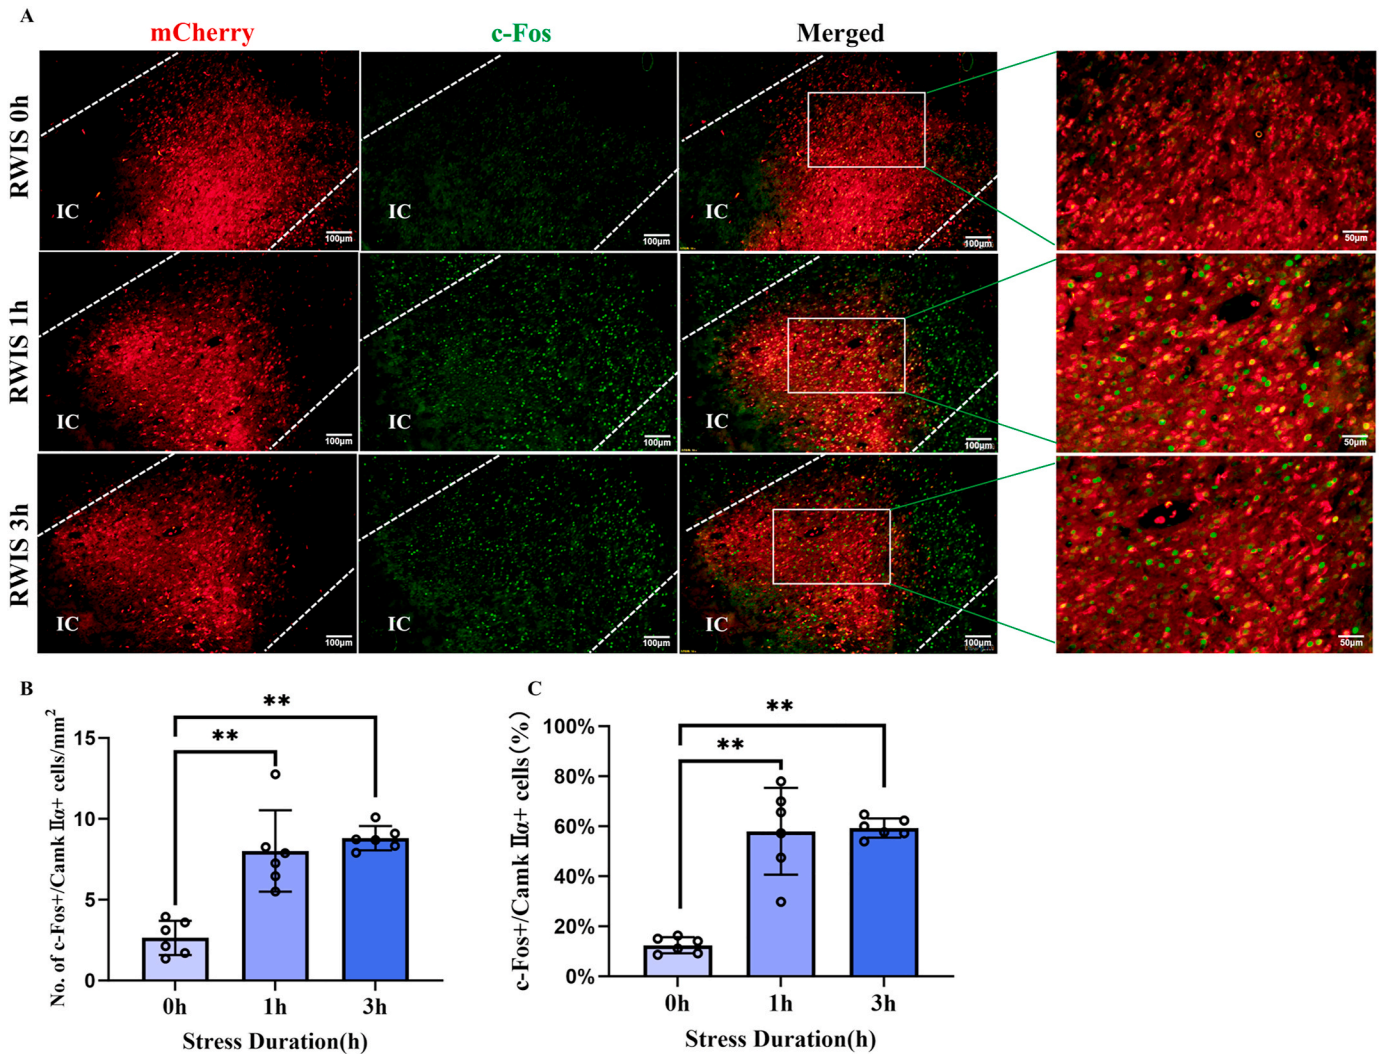 A
mCherry
c-Fos
Merged
RWIS 0h
IC
100μm
IC
100μm
IC
100μm
50μm
RWIS 1h
IC
100μm
IC
100μm
IC
100μm
50μm
RWIS 3h
IC
100μm
IC
100μm
IC
100μm
50μm
B
No. of c-Fos+/Camk Ⅱα+ cells/mm²
15
10
5
0
**
**
0h
1h
3h
Stress Duration(h)
C
c-Fos+/Camk Ⅱα+ cells(%)
100%
80%
60%
40%
20%
0%
**
**
0h
1h
3h
Stress Duration(h)